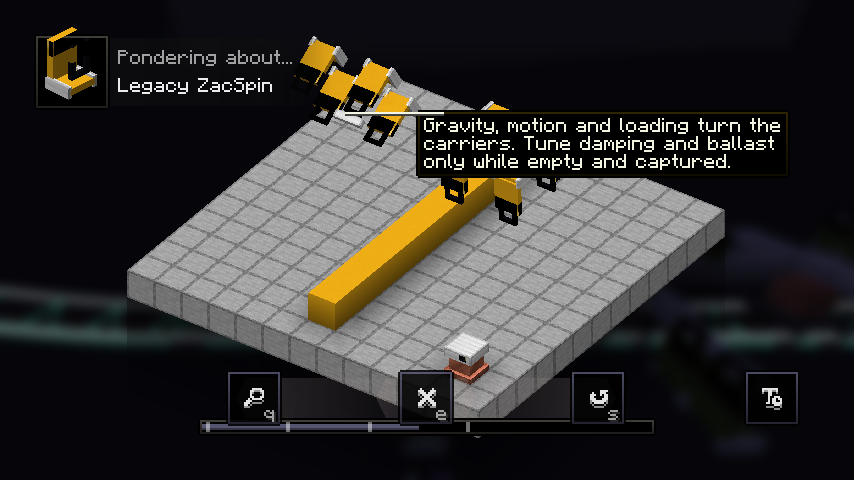 Pondering about...
Legacy ZacSpin
Gravity, motion and loading turn the
carriers. Tune damping and ballast
only while empty and captured.
q
e
s